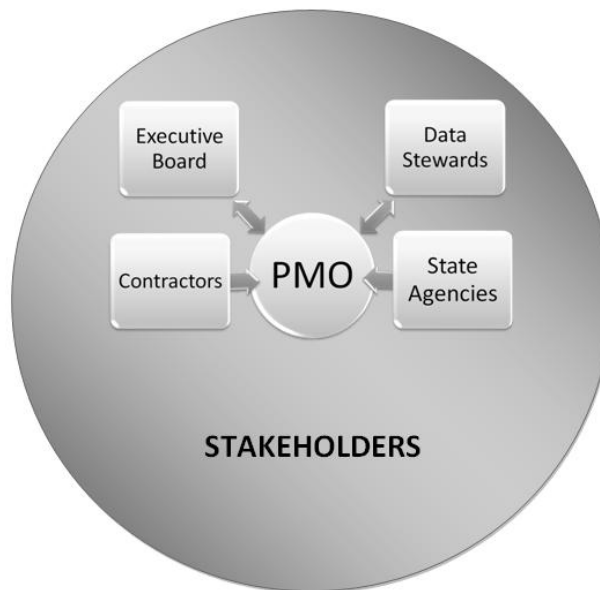 Executive
Board
Data
Stewards
Contractors
PMO
State
Agencies
STAKEHOLDERS